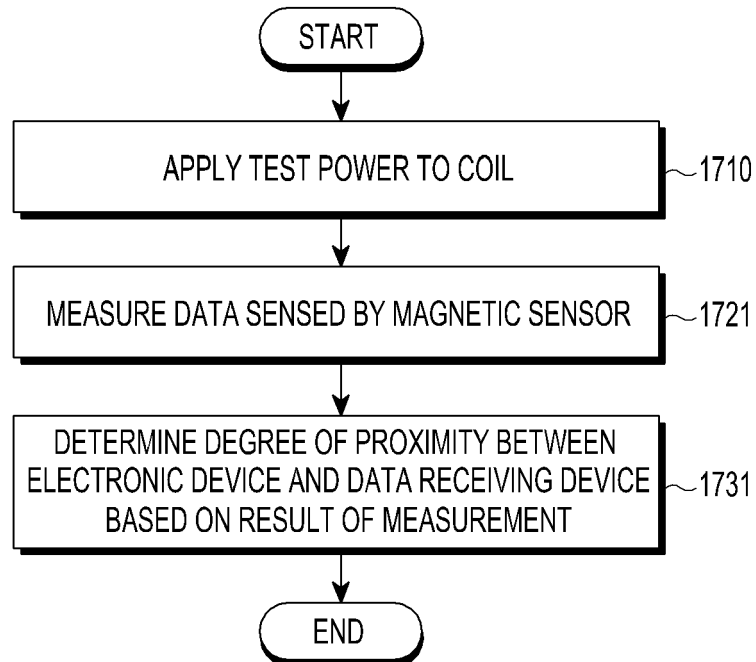 START
APPLY TEST POWER TO COIL
1710
MEASURE DATA SENSED BY MAGNETIC SENSOR
1721
DETERMINE DEGREE OF PROXIMITY BETWEEN
ELECTRONIC DEVICE AND DATA RECEIVING DEVICE
BASED ON RESULT OF MEASUREMENT
1731
END